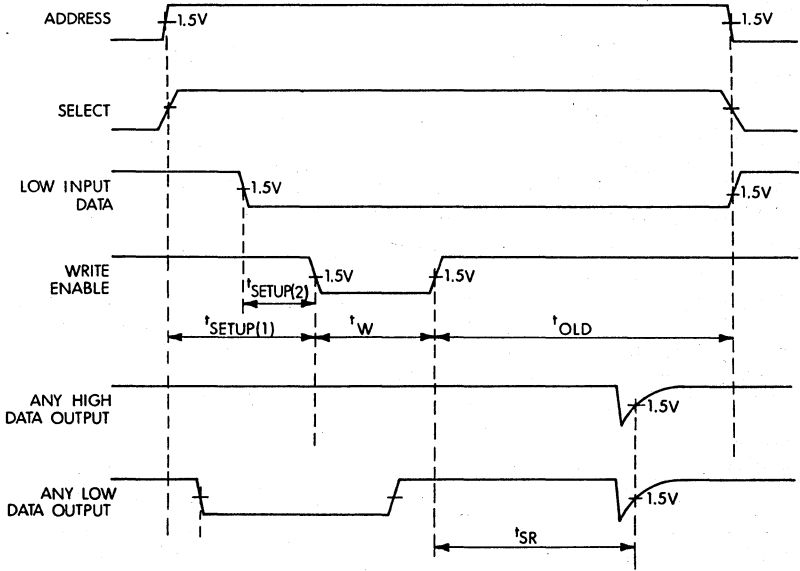 ADDRESS
1.5V
1.5V
SELECT
LOW INPUT
DATA
1.5V
1.5V
WRITE
ENABLE
1.5V
1.5V
tSETUP(2)
tSETUP(1)
tW
tOLD
ANY HIGH
DATA OUTPUT
1.5V
ANY LOW
DATA OUTPUT
1.5V
tSR